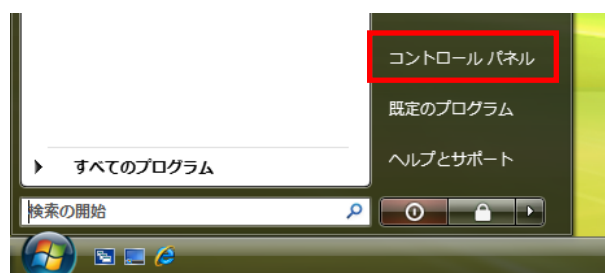 コントロール パネル
既定のプログラム
ヘルプとサポート
すべてのプログラム
検索の開始